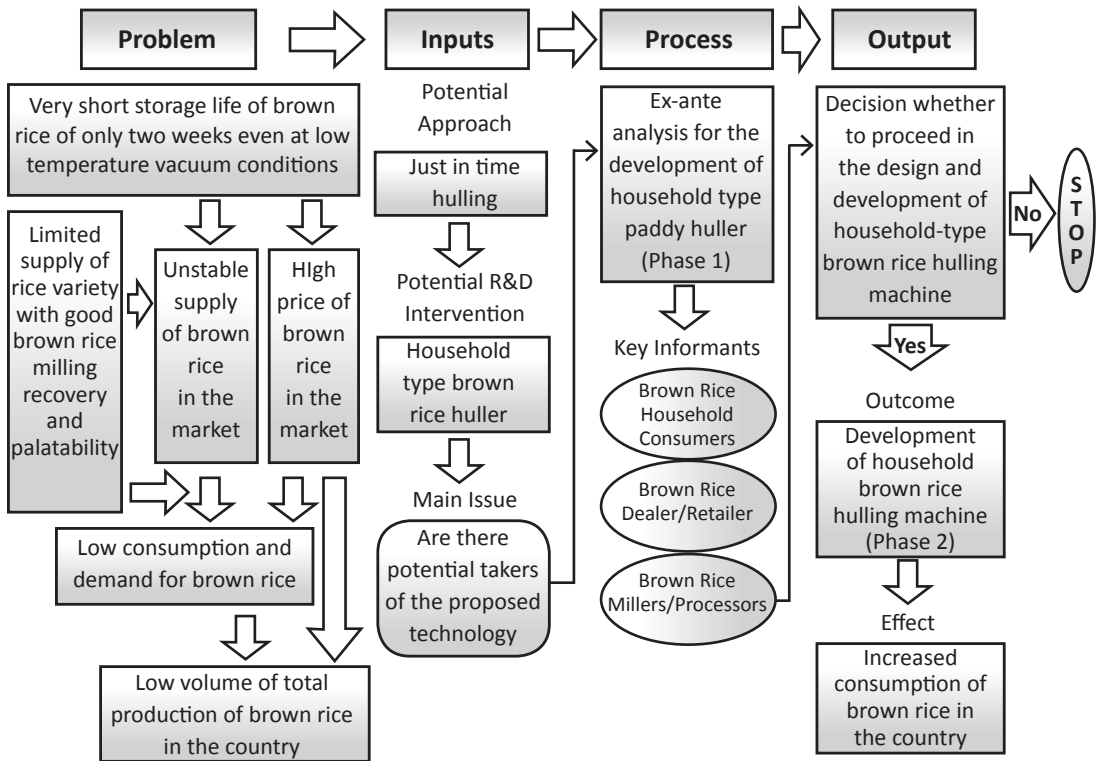 Problem
Inputs
Process
Output
Very short storage life of brown
rice of only two weeks even at low
temperature vacuum conditions
Limited
supply of
rice variety
with good
brown rice
milling
recovery
and
palatability
Unstable
supply
of brown
rice
in the
market
HIgh
price of
brown
rice
in the
market
Low consumption and
demand for brown rice
Low volume of total
production of brown rice
in the country
Potential
Approach
Just in time
hulling
Potential R&D
Intervention
Household
type brown
rice huller
Main Issue
Are there
potential takers
of the proposed
technology
Ex-ante
analysis for the
development of
household type
paddy huller
(Phase 1)
Key Informants
Brown Rice
Household
Consumers
Brown Rice
Dealer/Retailer
Brown Rice
Millers/Processors
Decision whether
to proceed in
the design and
development of
household-type
brown rice hulling
machine
No
S
T
O
P
Yes
Outcome
Development
of household
brown rice
hulling machine
(Phase 2)
Effect
Increased
consumption of
brown rice in
the country